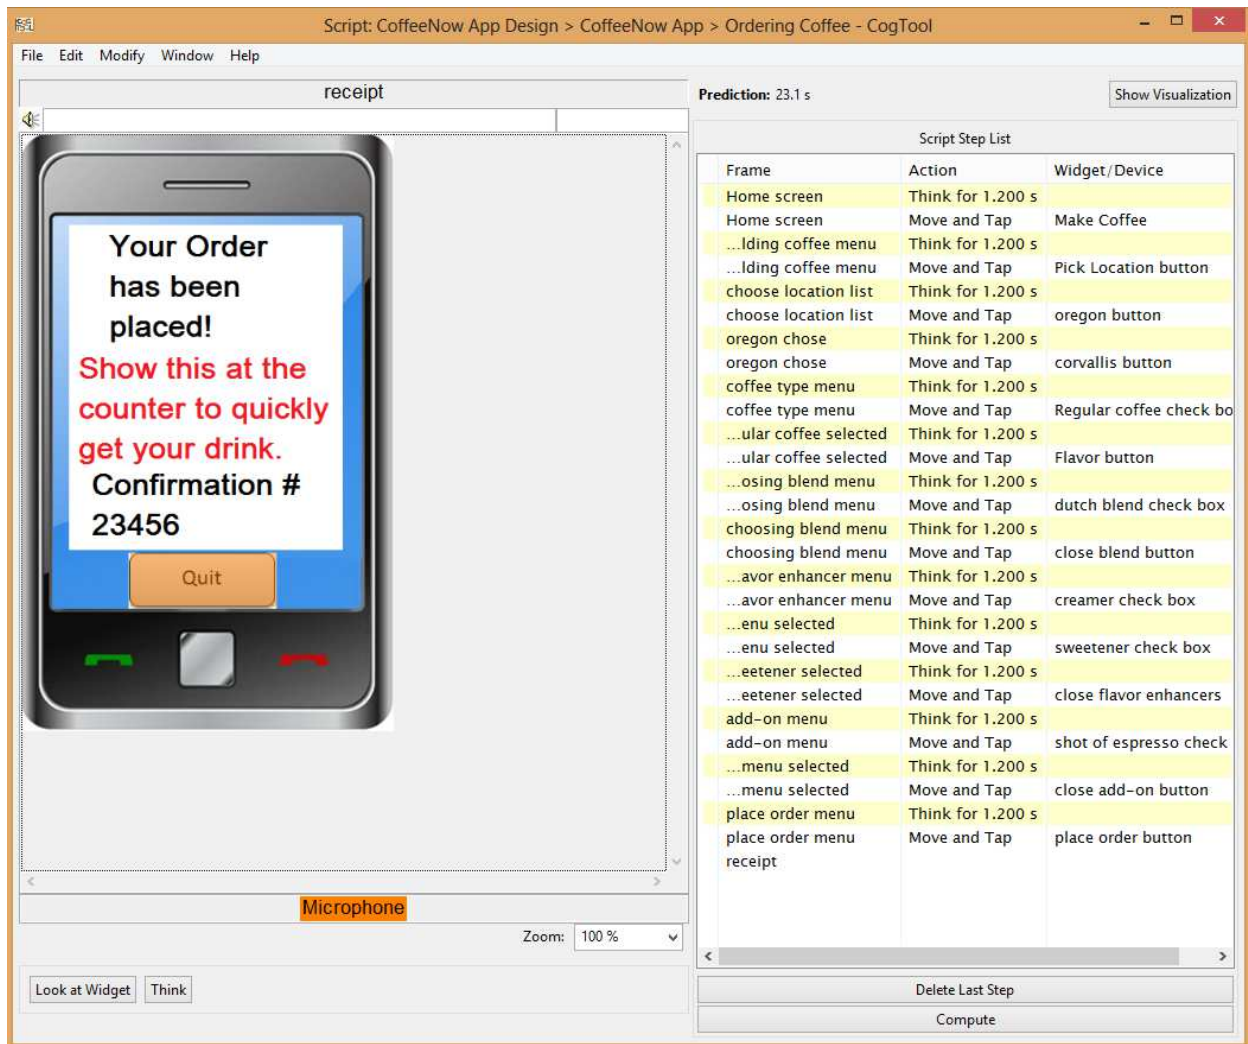 Script: CoffeeNow App Design > CoffeeNow App > Ordering Coffee - CogTool
File Edit Modify Window Help
receipt
Your Order
has been
placed!
Show this at the
counter to quickly
get your drink.
Confirmation #
23456
Quit
Microphone
Zoom: 100 %
Look at Widget Think
Prediction: 23.1 s Show Visualization
Script Step List
Frame Action Widget/Device
Home screen Think for 1.200 s
Home screen Move and Tap Make Coffee
...lding coffee menu Think for 1.200 s
...lding coffee menu Move and Tap Pick Location button
choose location list Think for 1.200 s
choose location list Move and Tap oregon button
oregon chose Think for 1.200 s
oregon chose Move and Tap corvallis button
coffee type menu Think for 1.200 s
coffee type menu Move and Tap Regular coffee check bo
...ular coffee selected Think for 1.200 s
...ular coffee selected Move and Tap Flavor button
...osing blend menu Think for 1.200 s
...osing blend menu Move and Tap dutch blend check box
choosing blend menu Think for 1.200 s
choosing blend menu Move and Tap close blend button
...avor enhancer menu Think for 1.200 s
...avor enhancer menu Move and Tap creamer check box
...enu selected Think for 1.200 s
...enu selected Move and Tap sweetener check box
...eetener selected Think for 1.200 s
...eetener selected Move and Tap close flavor enhancers
add-on menu Think for 1.200 s
add-on menu Move and Tap shot of espresso check
...menu selected Think for 1.200 s
...menu selected Move and Tap close add-on button
place order menu Think for 1.200 s
place order menu Move and Tap place order button
receipt
Delete Last Step
Compute